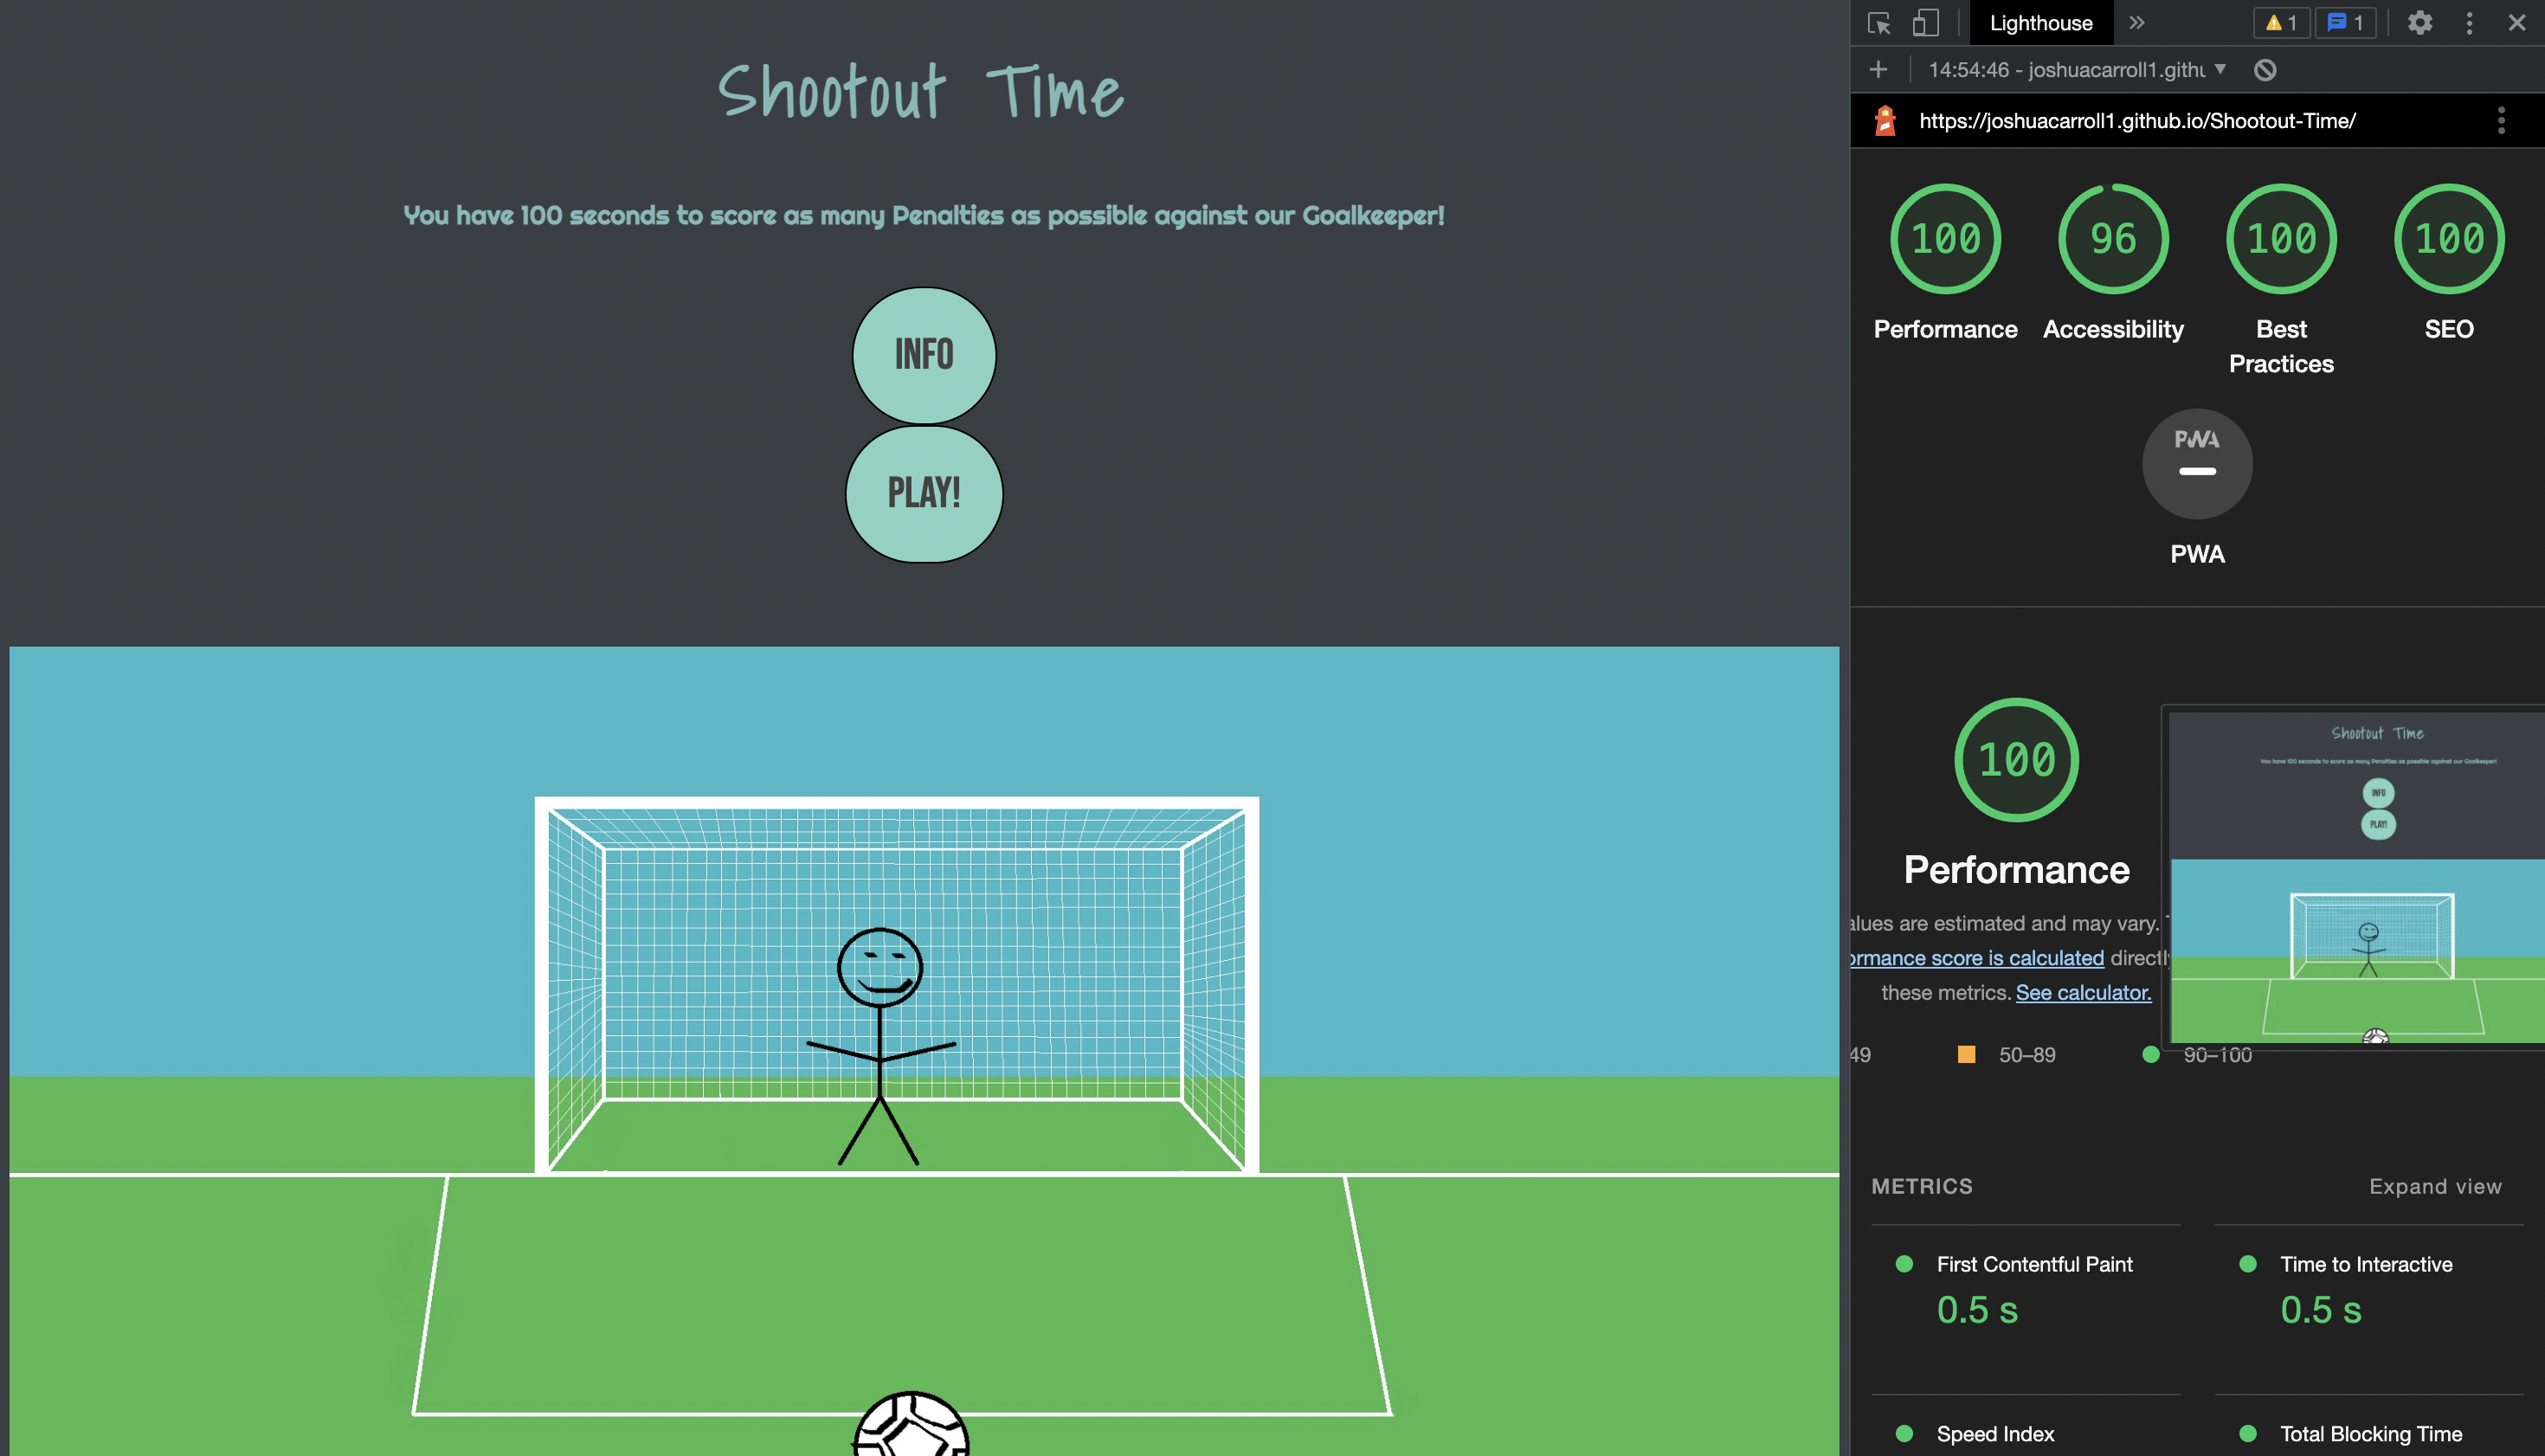 Shootout Time
You have 100 seconds to score as many Penalties as possible against our Goalkeeper!
INFO
PLAY!
Lighthouse
1
1
14:54:46 - joshuacarroll1.githu
https://joshuacarroll1.github.io/Shootout-Time/
100
96
100
100
Performance
Accessibility
Best
Practices
SEO
PWA
PWA
100
Performance
alues are estimated and may vary.
ormance score is calculated directly
these metrics. See calculator.
49
50–89
90–100
Shootout Time
You have 100 seconds to score as many Penalties as possible against our Goalkeeper!
INFO
PLAY!
METRICS
Expand view
First Contentful Paint
0.5 s
Time to Interactive
0.5 s
Speed Index
Total Blocking Time